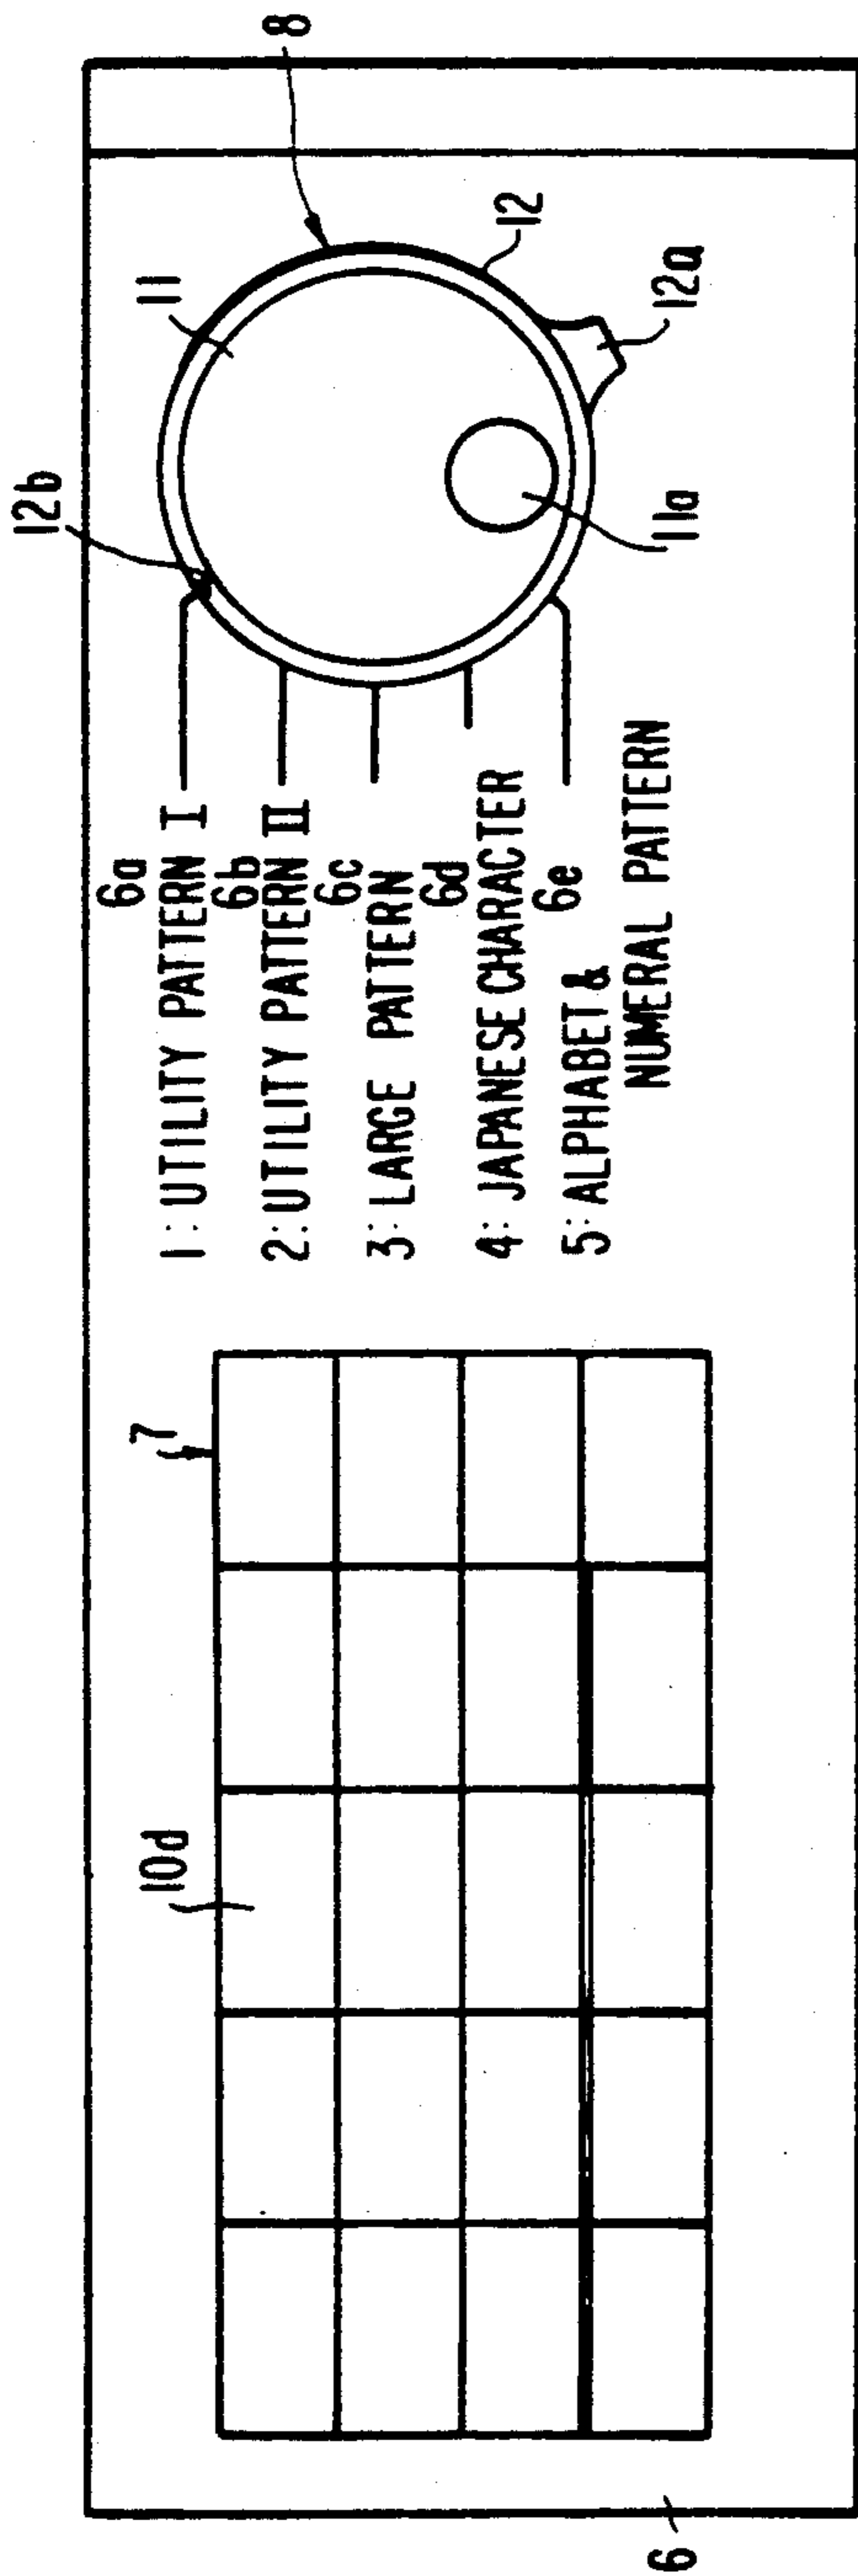 8
11
12b
12
12a
11a
6a
1: UTILITY PATTERN I
6b
2: UTILITY PATTERN II
6c
3: LARGE PATTERN
6d
4: JAPANESE CHARACTER
6e
5: ALPHABET &
NUMERAL PATTERN
7
10d
6